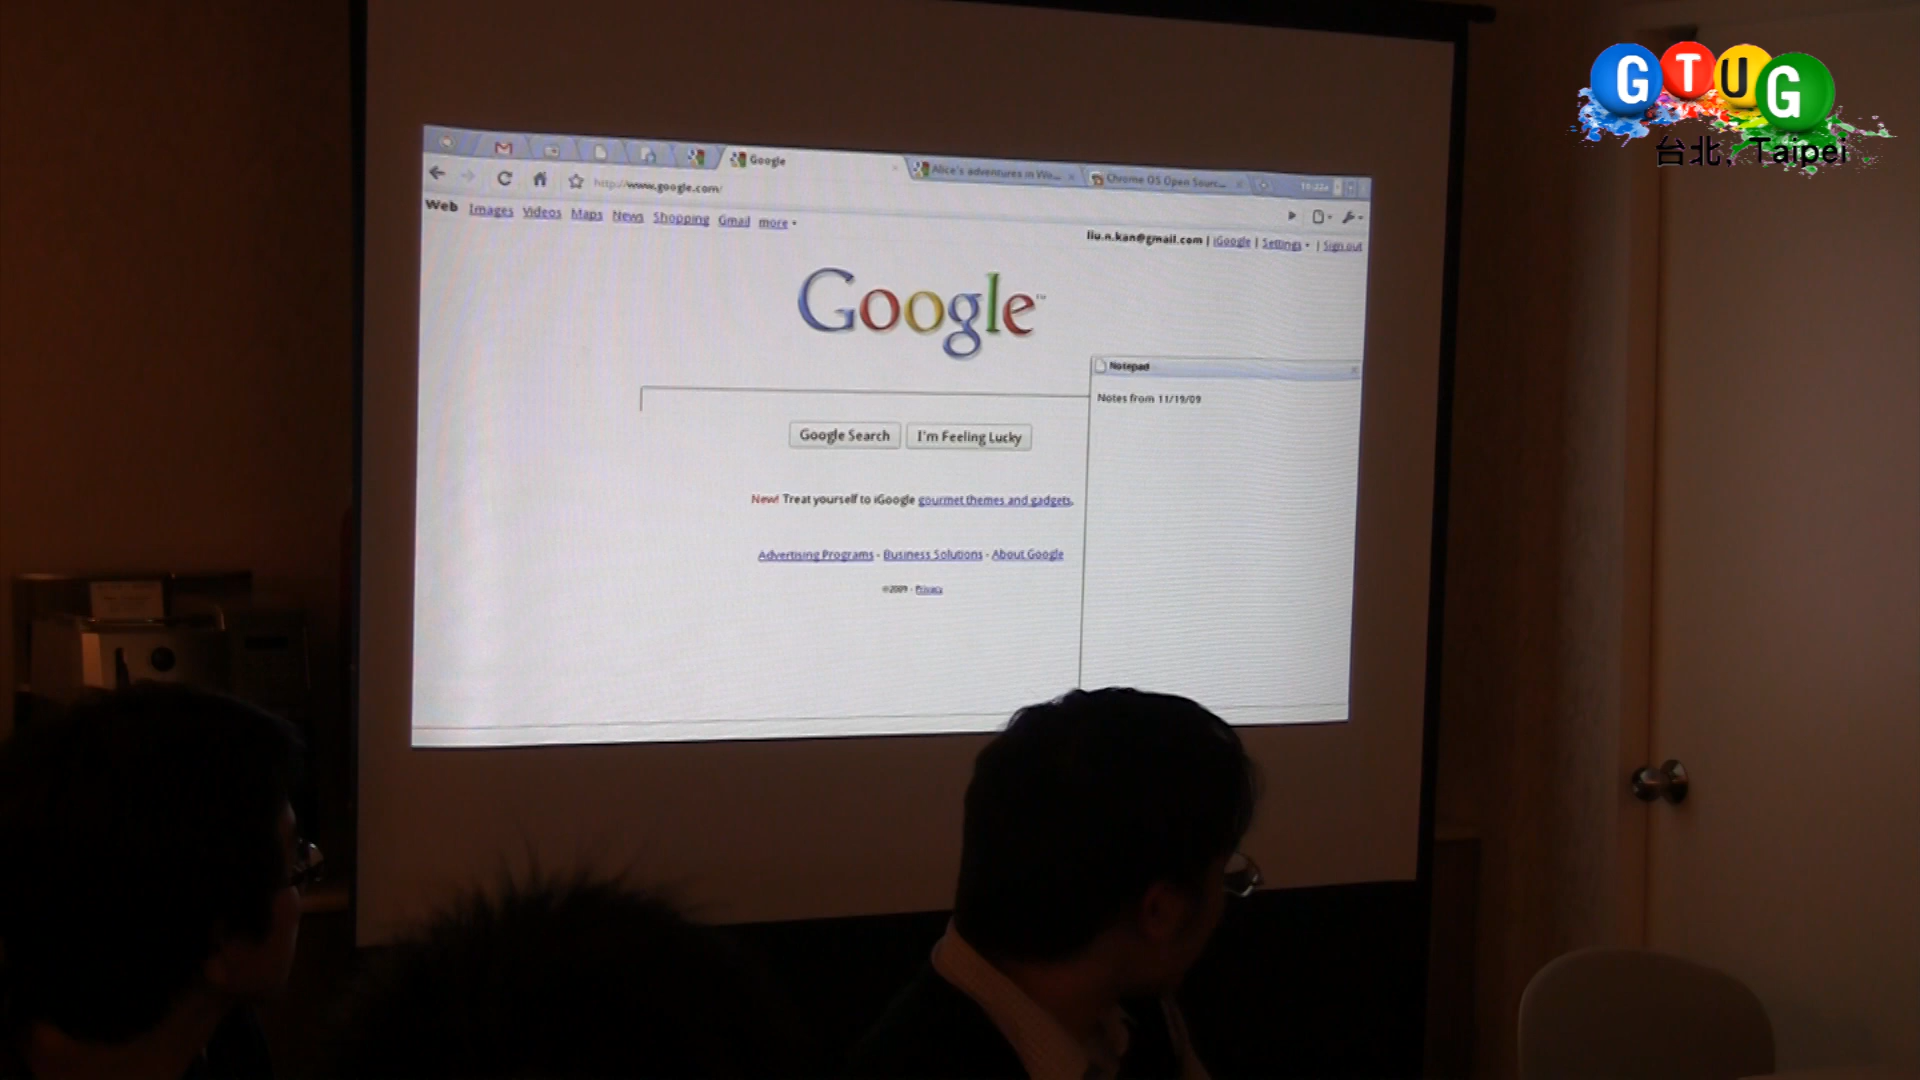 GTUG
台北, Taipei
Google
Alice's adventures in Wo...
Chrome OS Open Sourc...
http://www.google.com/
Web Images Videos Maps News Shopping Gmail more
liu.n.kan@gmail.com | iGoogle | Settings | Sign out
Google™
Notepad
Notes from 11/19/09
Google Search I'm Feeling Lucky
New! Treat yourself to iGoogle gourmet themes and gadgets.
Advertising Programs - Business Solutions - About Google
©2009 - Privacy